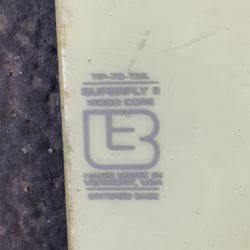 TIP-TO-TAIL
SUPERFLY II
WOOD CORE
B
HAND MADE IN
VERMONT, USA
SINTERED BASE